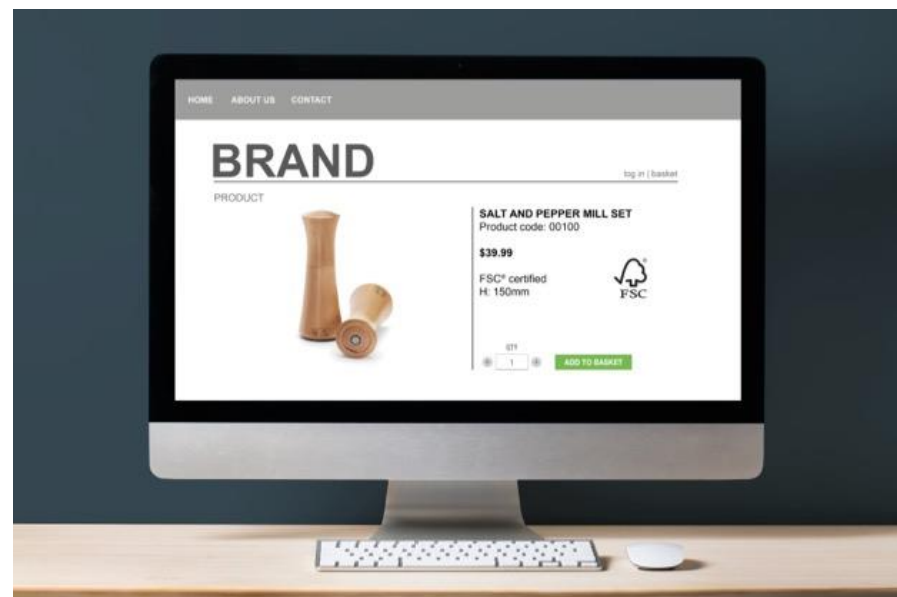 HOME ABOUT US CONTACT
BRAND
log in | basket
PRODUCT
SALT AND PEPPER MILL SET
Product code: 00100
$39.99
FSC® certified
H: 150mm
FSC
QTY
1
ADD TO BASKET